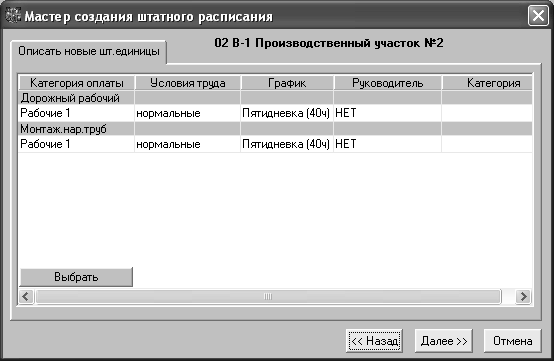 Мастер создания штатного расписания
Описать новые шт.единицы
02 В-1 Производственный участок №2
Категория оплаты Условия труда График Руководитель Категория
Дорожный рабочий
Рабочие 1 нормальные Пятидневка (40ч) НЕТ
Монтаж.нар.труб
Рабочие 1 нормальные Пятидневка (40ч) НЕТ
Выбрать
<< Назад Далее >> Отмена